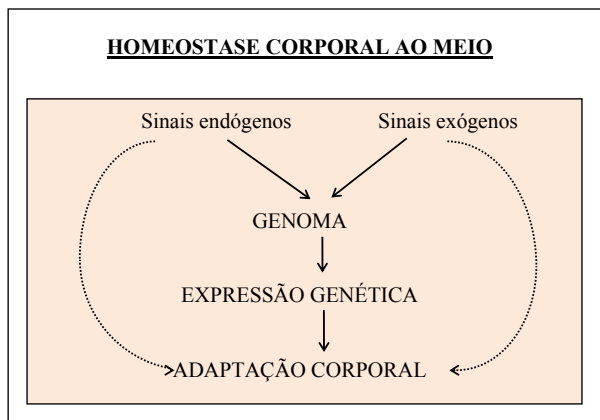 HOMEOSTASE CORPORAL AO MEIO
Sinais endógenos Sinais exógenos
GENOMA
EXPRESSÃO GENÉTICA
ADAPTAÇÃO CORPORAL